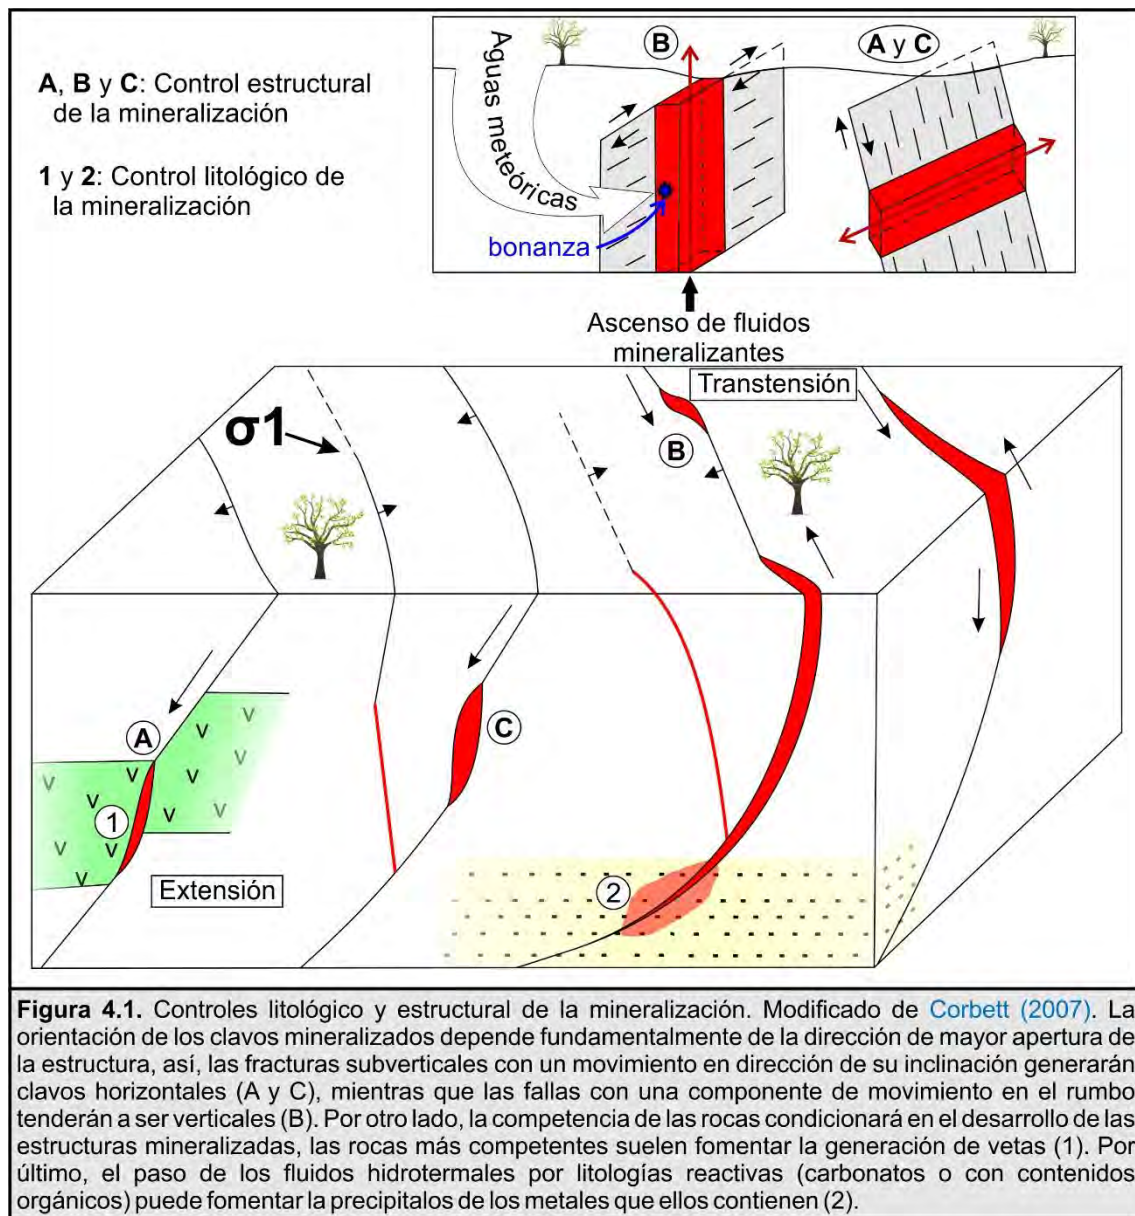 A, B y C: Control estructural
de la mineralización
1 y 2: Control litológico de
la mineralización
Aguas meteóricas
B
A y C
bonanza
Ascenso de fluidos
mineralizantes
Transtensión
σ1
B
A
C
1
Extensión
2
Figura 4.1. Controles litológico y estructural de la mineralización. Modificado de Corbett (2007). La
orientación de los clavos mineralizados depende fundamentalmente de la dirección de mayor apertura de
la estructura, así, las fracturas subverticales con un movimiento en dirección de su inclinación generarán
clavos horizontales (A y C), mientras que las fallas con una componente de movimiento en el rumbo
tenderán a ser verticales (B). Por otro lado, la competencia de las rocas condicionará en el desarrollo de las
estructuras mineralizadas, las rocas más competentes suelen fomentar la generación de vetas (1). Por
último, el paso de los fluidos hidrotermales por litologías reactivas (carbonatos o con contenidos
orgánicos) puede fomentar la precipitalos de los metales que ellos contienen (2).